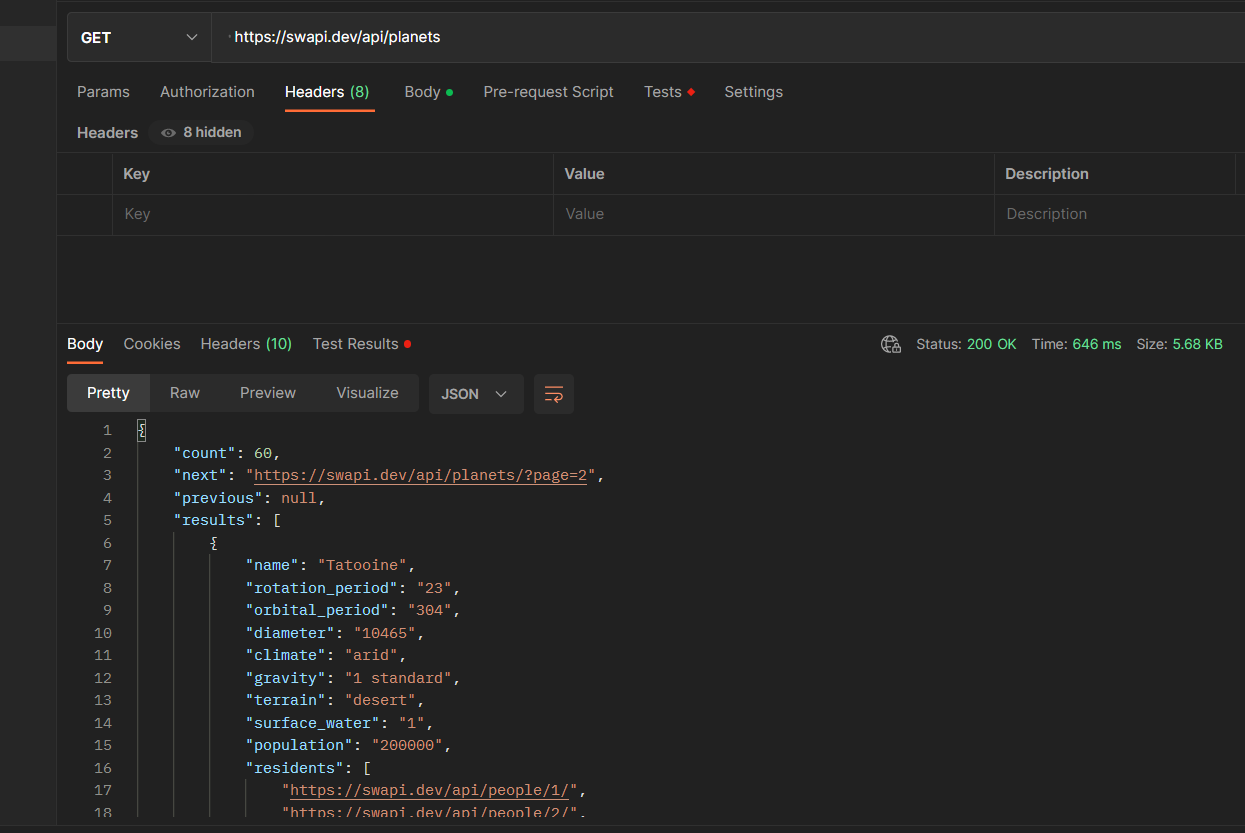 GET https://swapi.dev/api/planets
Params Authorization Headers (8) Body Pre-request Script Tests Settings
Headers 8 hidden
Key Value Description
Key Value Description
Body Cookies Headers (10) Test Results Status: 200 OK Time: 646 ms Size: 5.68 KB
Pretty Raw Preview Visualize JSON
1 {
2 "count": 60,
3 "next": "https://swapi.dev/api/planets/?page=2",
4 "previous": null,
5 "results": [
6 {
7 "name": "Tatooine",
8 "rotation_period": "23",
9 "orbital_period": "304",
10 "diameter": "10465",
11 "climate": "arid",
12 "gravity": "1 standard",
13 "terrain": "desert",
14 "surface_water": "1",
15 "population": "200000",
16 "residents": [
17 "https://swapi.dev/api/people/1/",
18 "https://swapi.dev/api/people/2/",